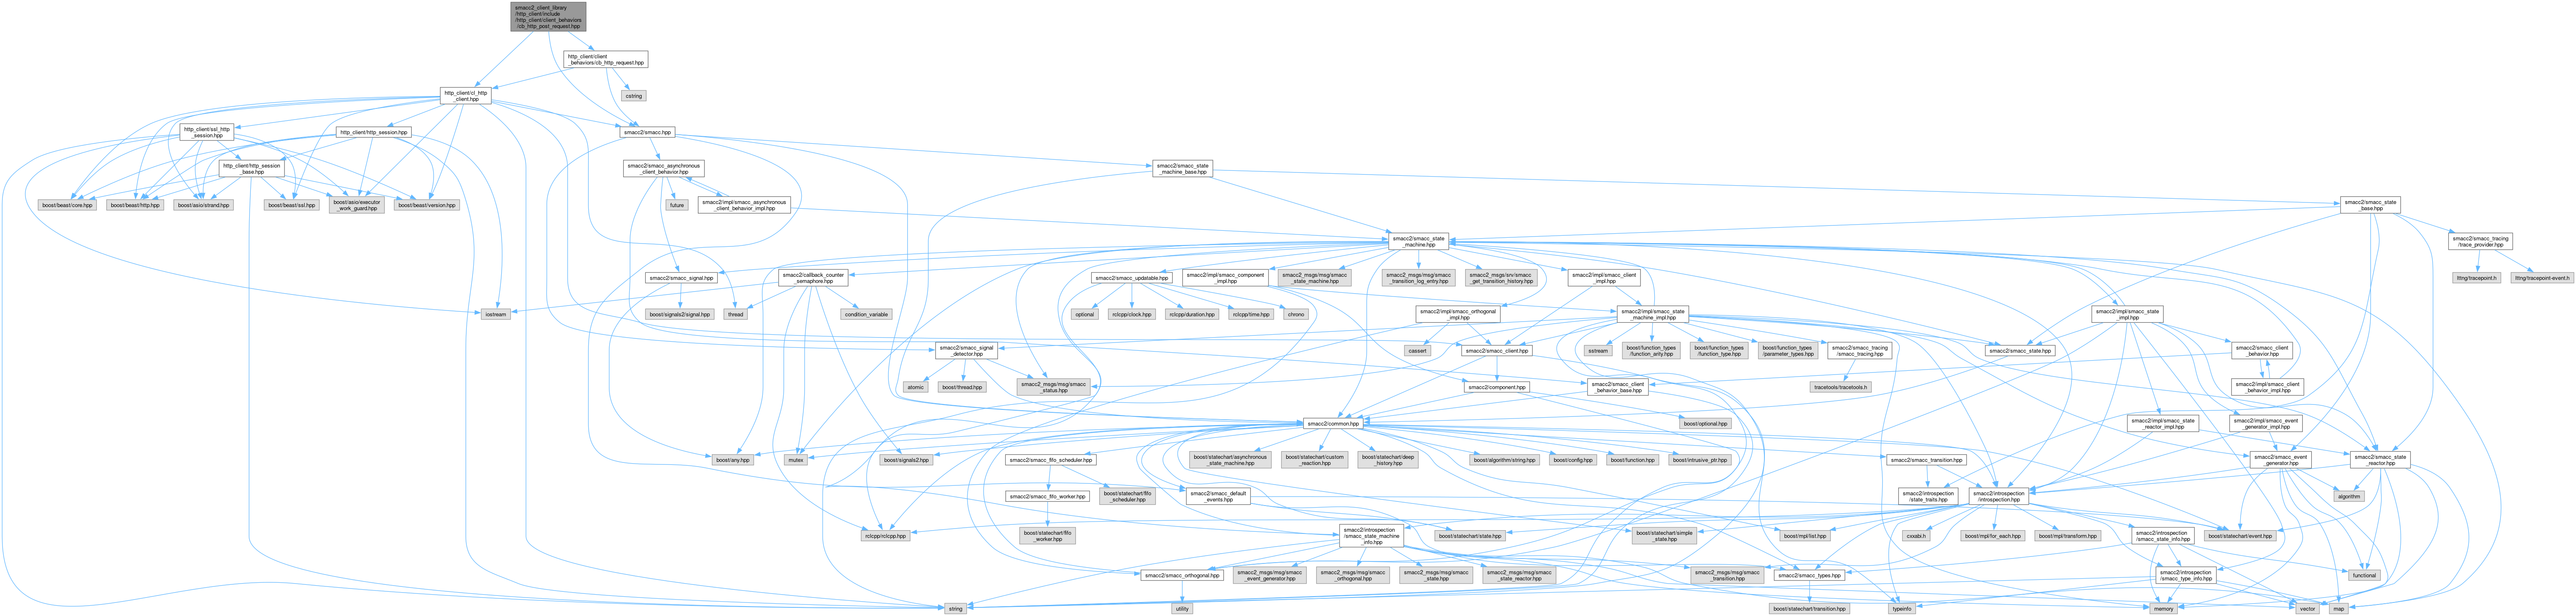 smacc2_client_library
/http_client/include
/http_client/client_behaviors
/cb_http_post_request.hpp
http_client/client
_behaviors/cb_http_request.hpp
http_client/cl_http
_client.hpp
cstring
http_client/ssl_http
_session.hpp
http_client/http_session.hpp
smacc2/smacc.hpp
http_client/http_session
_base.hpp
smacc2/smacc_asynchronous
_client_behavior.hpp
smacc2/smacc_state
_machine_base.hpp
boost/beast/core.hpp
boost/beast/http.hpp
boost/asio/strand.hpp
boost/beast/ssl.hpp
boost/asio/executor
_work_guard.hpp
boost/beast/version.hpp
future
smacc2/impl/smacc_asynchronous
_client_behavior_impl.hpp
smacc2/smacc_state
_base.hpp
smacc2/smacc_state
_machine.hpp
smacc2/smacc_tracing
/trace_provider.hpp
smacc2/smacc_signal.hpp
smacc2/callback_counter
_semaphore.hpp
smacc2/smacc_updatable.hpp
smacc2/impl/smacc_component
_impl.hpp
smacc2_msgs/msg/smacc
_state_machine.hpp
smacc2_msgs/msg/smacc
_transition_log_entry.hpp
smacc2_msgs/srv/smacc
_get_transition_history.hpp
smacc2/impl/smacc_client
_impl.hpp
lttng/tracepoint.h
lttng/tracepoint-event.h
iostream
boost/signals2/signal.hpp
thread
condition_variable
optional
rclcpp/clock.hpp
rclcpp/duration.hpp
rclcpp/time.hpp
chrono
smacc2/impl/smacc_orthogonal
_impl.hpp
smacc2/impl/smacc_state
_machine_impl.hpp
smacc2/impl/smacc_state
_impl.hpp
smacc2/smacc_signal
_detector.hpp
cassert
smacc2/smacc_client.hpp
sstream
boost/function_types
/function_arity.hpp
boost/function_types
/function_type.hpp
boost/function_types
/parameter_types.hpp
smacc2/smacc_tracing
/smacc_tracing.hpp
smacc2/smacc_state.hpp
smacc2/smacc_client
_behavior.hpp
atomic
boost/thread.hpp
smacc2_msgs/msg/smacc
_status.hpp
smacc2/component.hpp
smacc2/smacc_client
_behavior_base.hpp
tracetools/tracetools.h
smacc2/impl/smacc_client
_behavior_impl.hpp
smacc2/common.hpp
boost/optional.hpp
smacc2/impl/smacc_state
_reactor_impl.hpp
smacc2/impl/smacc_event
_generator_impl.hpp
boost/any.hpp
mutex
boost/signals2.hpp
smacc2/smacc_fifo_scheduler.hpp
boost/statechart/asynchronous
_state_machine.hpp
boost/statechart/custom
_reaction.hpp
boost/statechart/deep
_history.hpp
boost/algorithm/string.hpp
boost/config.hpp
boost/function.hpp
boost/intrusive_ptr.hpp
smacc2/smacc_transition.hpp
smacc2/smacc_event
_generator.hpp
smacc2/smacc_state
_reactor.hpp
smacc2/smacc_fifo_worker.hpp
boost/statechart/fifo
_scheduler.hpp
smacc2/smacc_default
_events.hpp
smacc2/introspection
/state_traits.hpp
smacc2/introspection
/introspection.hpp
algorithm
rclcpp/rclcpp.hpp
boost/statechart/fifo
_worker.hpp
smacc2/introspection
/smacc_state_machine
_info.hpp
boost/statechart/state.hpp
boost/statechart/simple
_state.hpp
boost/mpl/list.hpp
cxxabi.h
boost/mpl/for_each.hpp
boost/mpl/transform.hpp
smacc2/introspection
/smacc_state_info.hpp
boost/statechart/event.hpp
smacc2/smacc_orthogonal.hpp
smacc2_msgs/msg/smacc
_event_generator.hpp
smacc2_msgs/msg/smacc
_orthogonal.hpp
smacc2_msgs/msg/smacc
_state.hpp
smacc2_msgs/msg/smacc
_state_reactor.hpp
smacc2_msgs/msg/smacc
_transition.hpp
smacc2/smacc_types.hpp
smacc2/introspection
/smacc_type_info.hpp
functional
string
utility
boost/statechart/transition.hpp
typeinfo
memory
vector
map